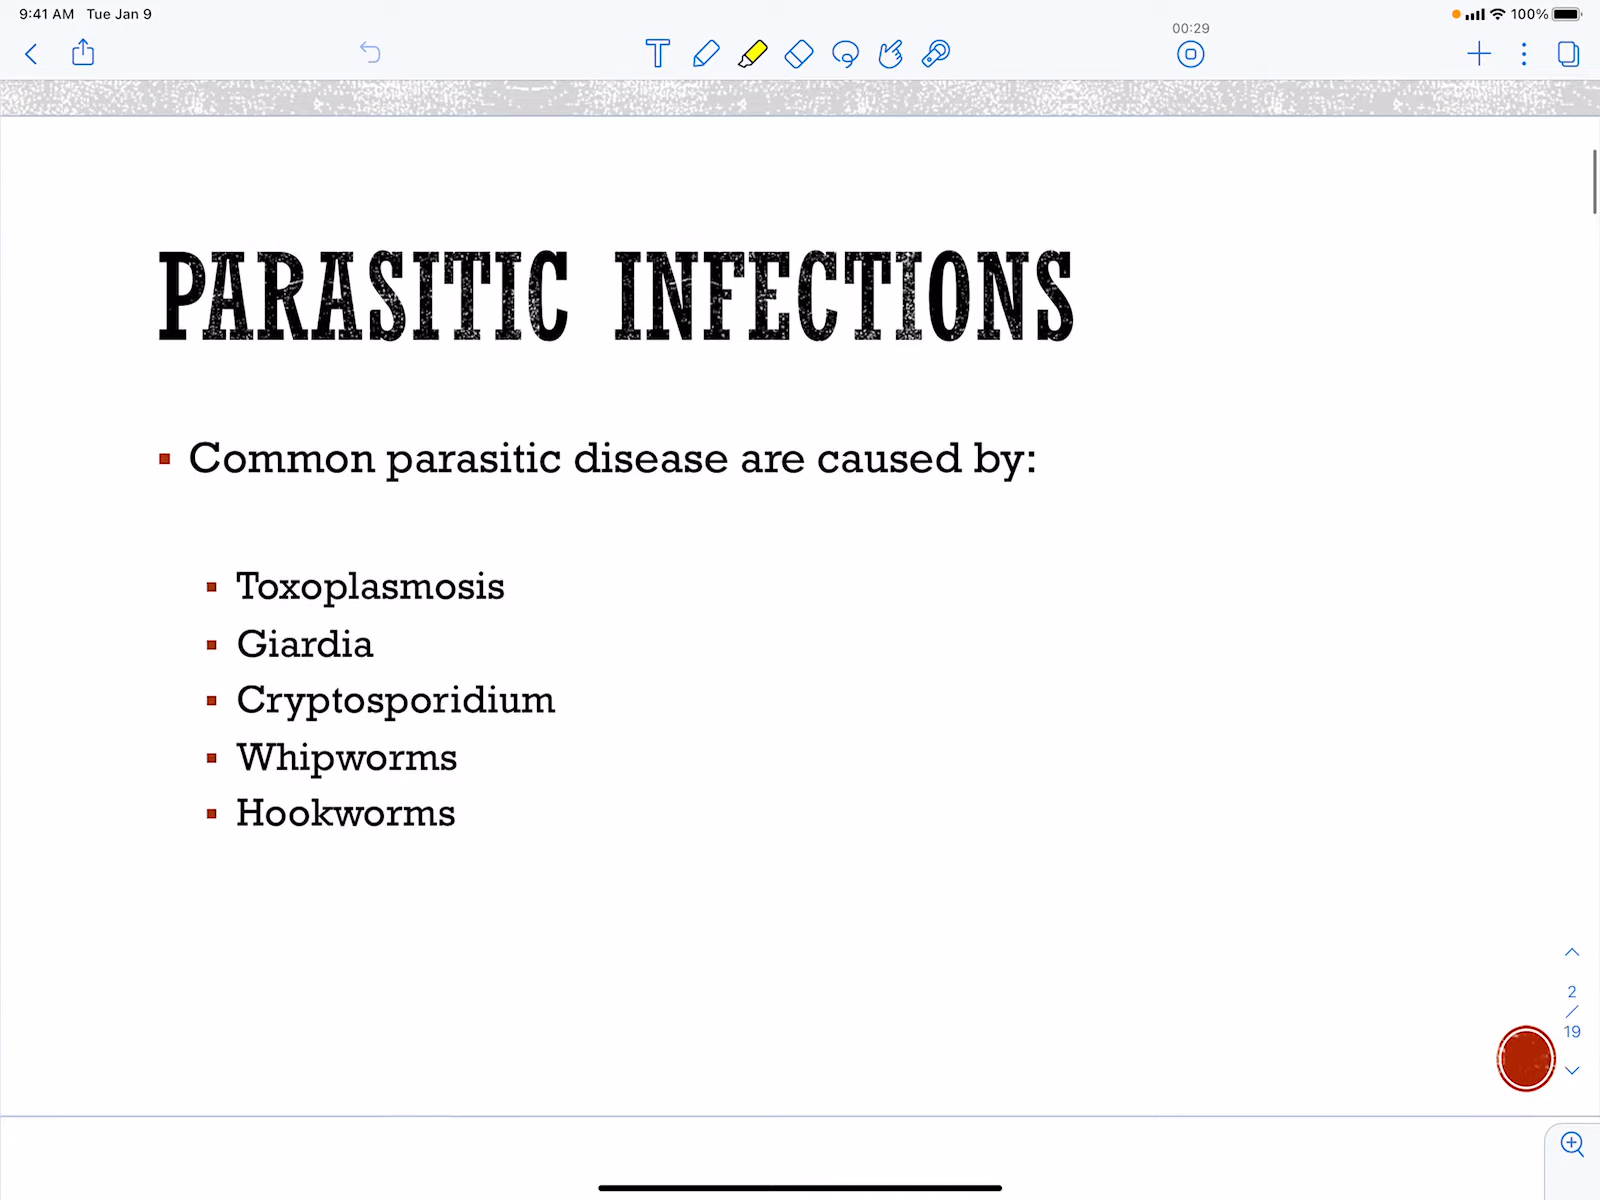 9:41 AM Tue Jan 9
100%
00:29
PARASITIC INFECTIONS
Common parasitic disease are caused by:
Toxoplasmosis
Giardia
Cryptosporidium
Whipworms
Hookworms
2
/
19